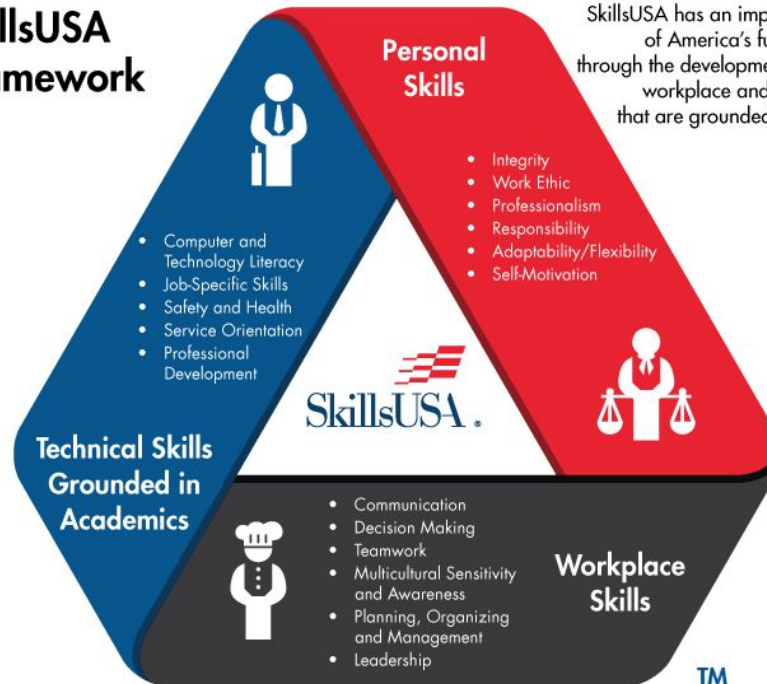 llsUSA
mework
SkillsUSA has an imp
of America's fu
through the developme
workplace and
that are grounded
Personal
Skills
• Integrity
• Work Ethic
• Professionalism
• Responsibility
• Adaptability/Flexibility
• Self-Motivation
• Computer and
Technology Literacy
• Job-Specific Skills
• Safety and Health
• Service Orientation
• Professional
Development
Technical Skills
Grounded in
Academics
SkillsUSA®
• Communication
• Decision Making
• Teamwork
• Multicultural Sensitivity
and Awareness
• Planning, Organizing
and Management
• Leadership
Workplace
Skills
TM